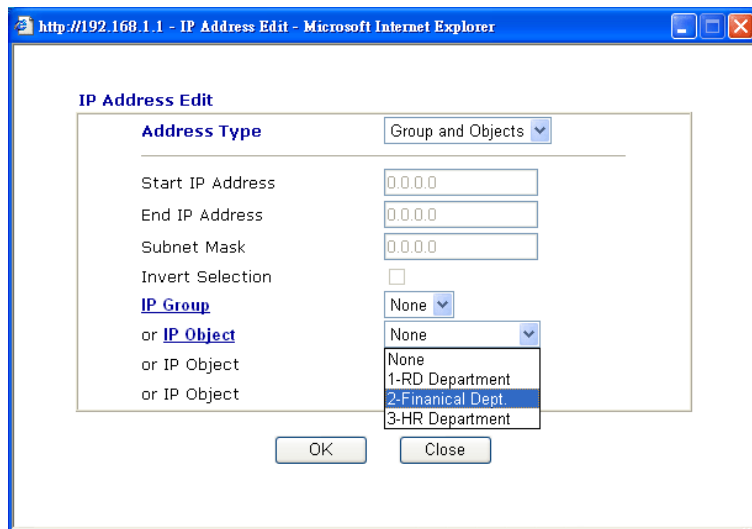 http://192.168.1.1 - IP Address Edit - Microsoft Internet Explorer
IP Address Edit
Address Type Group and Objects
Start IP Address 0.0.0.0
End IP Address 0.0.0.0
Subnet Mask 0.0.0.0
Invert Selection
IP Group None
or IP Object None
or IP Object
or IP Object
None
1-RD Department
2-Finanical Dept.
3-HR Department
OK Close